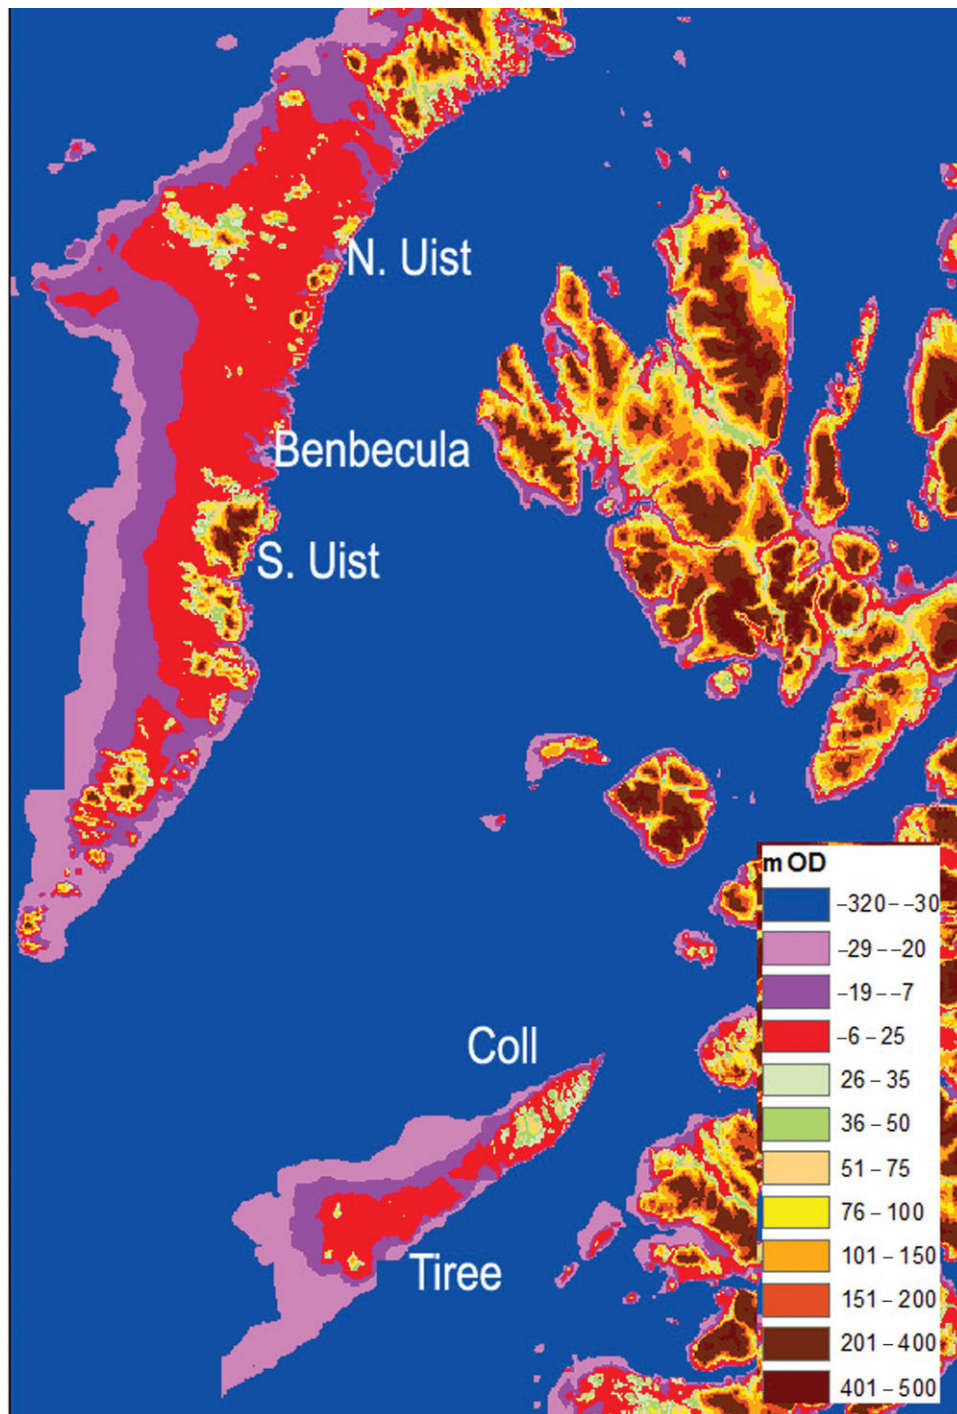 N. Uist
Benbecula
S. Uist
Coll
Tiree
m OD
–320 – –30
–29 – –20
–19 – –7
–6 – 25
26 – 35
36 – 50
51 – 75
76 – 100
101 – 150
151 – 200
201 – 400
401 – 500